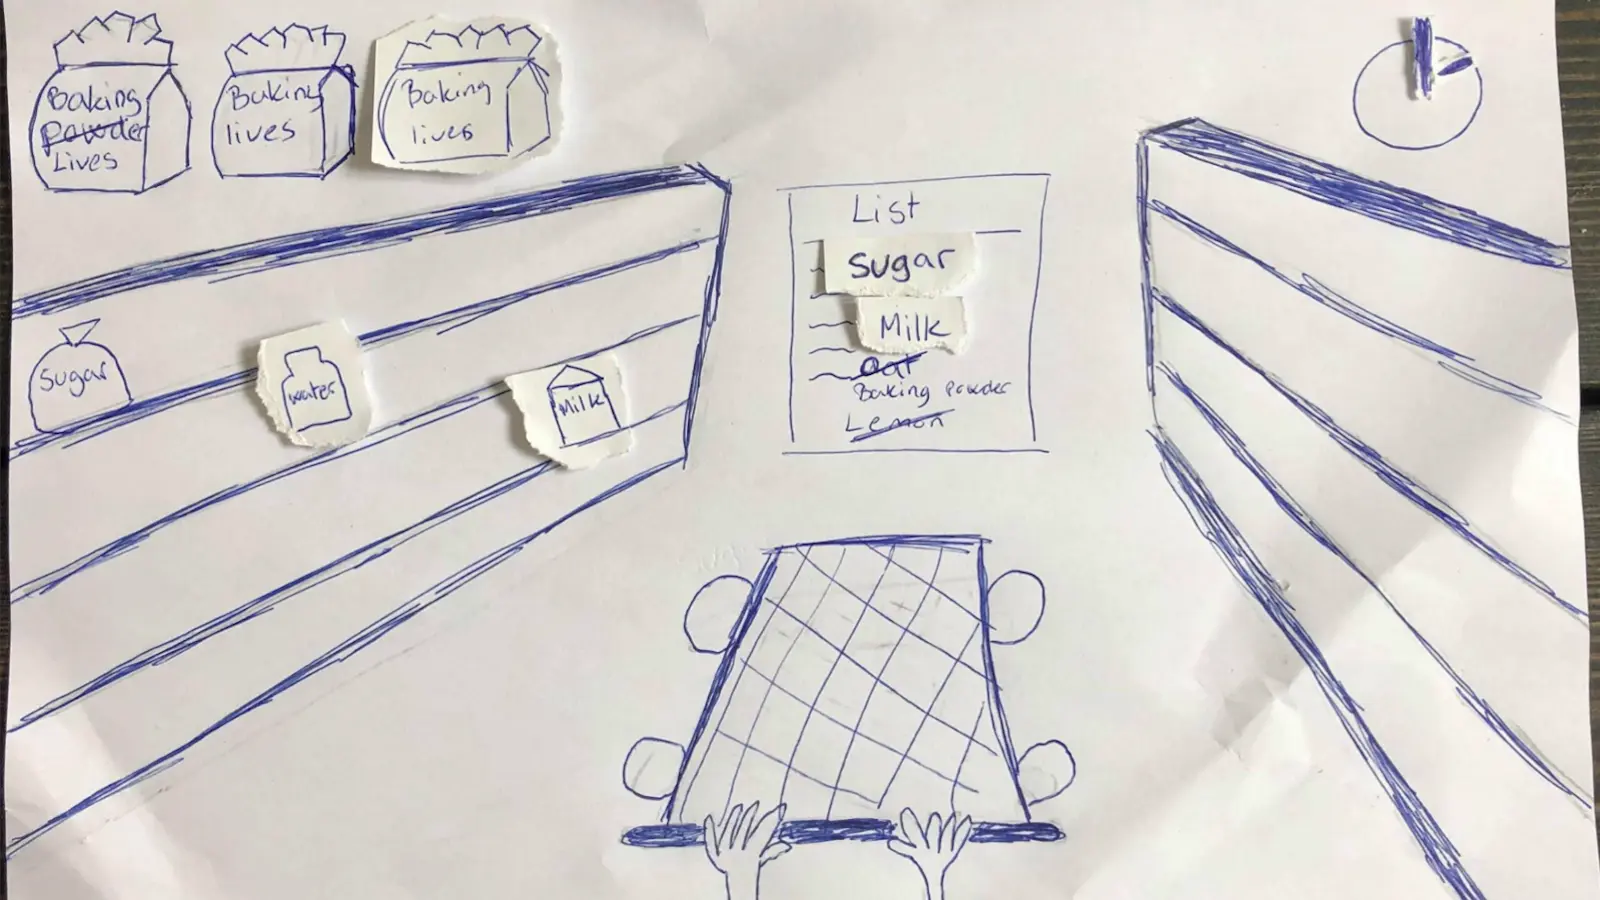 Baking
powder
Lives
Baking
lives
Baking
lives
List
Sugar
Milk
oat
Baking Powder
Lemon
Sugar
water
Milk